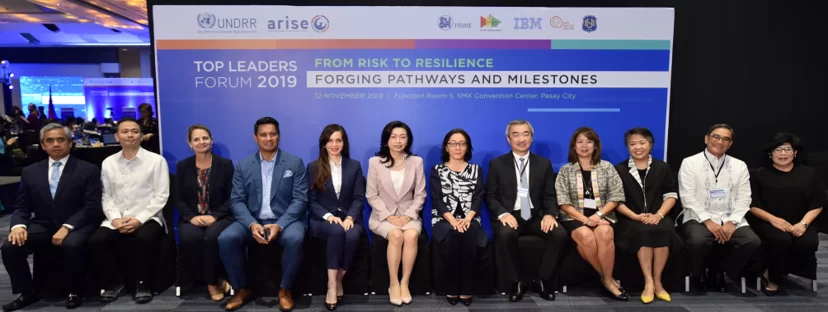 UNDRR
arise
SM PRIME
IBM
TOP LEADERS
FORUM 2019
FROM RISK TO RESILIENCE
FORGING PATHWAYS AND MILESTONES
12 NOVEMBER 2019 | Function Room 5, SMX Convention Center, Pasay City